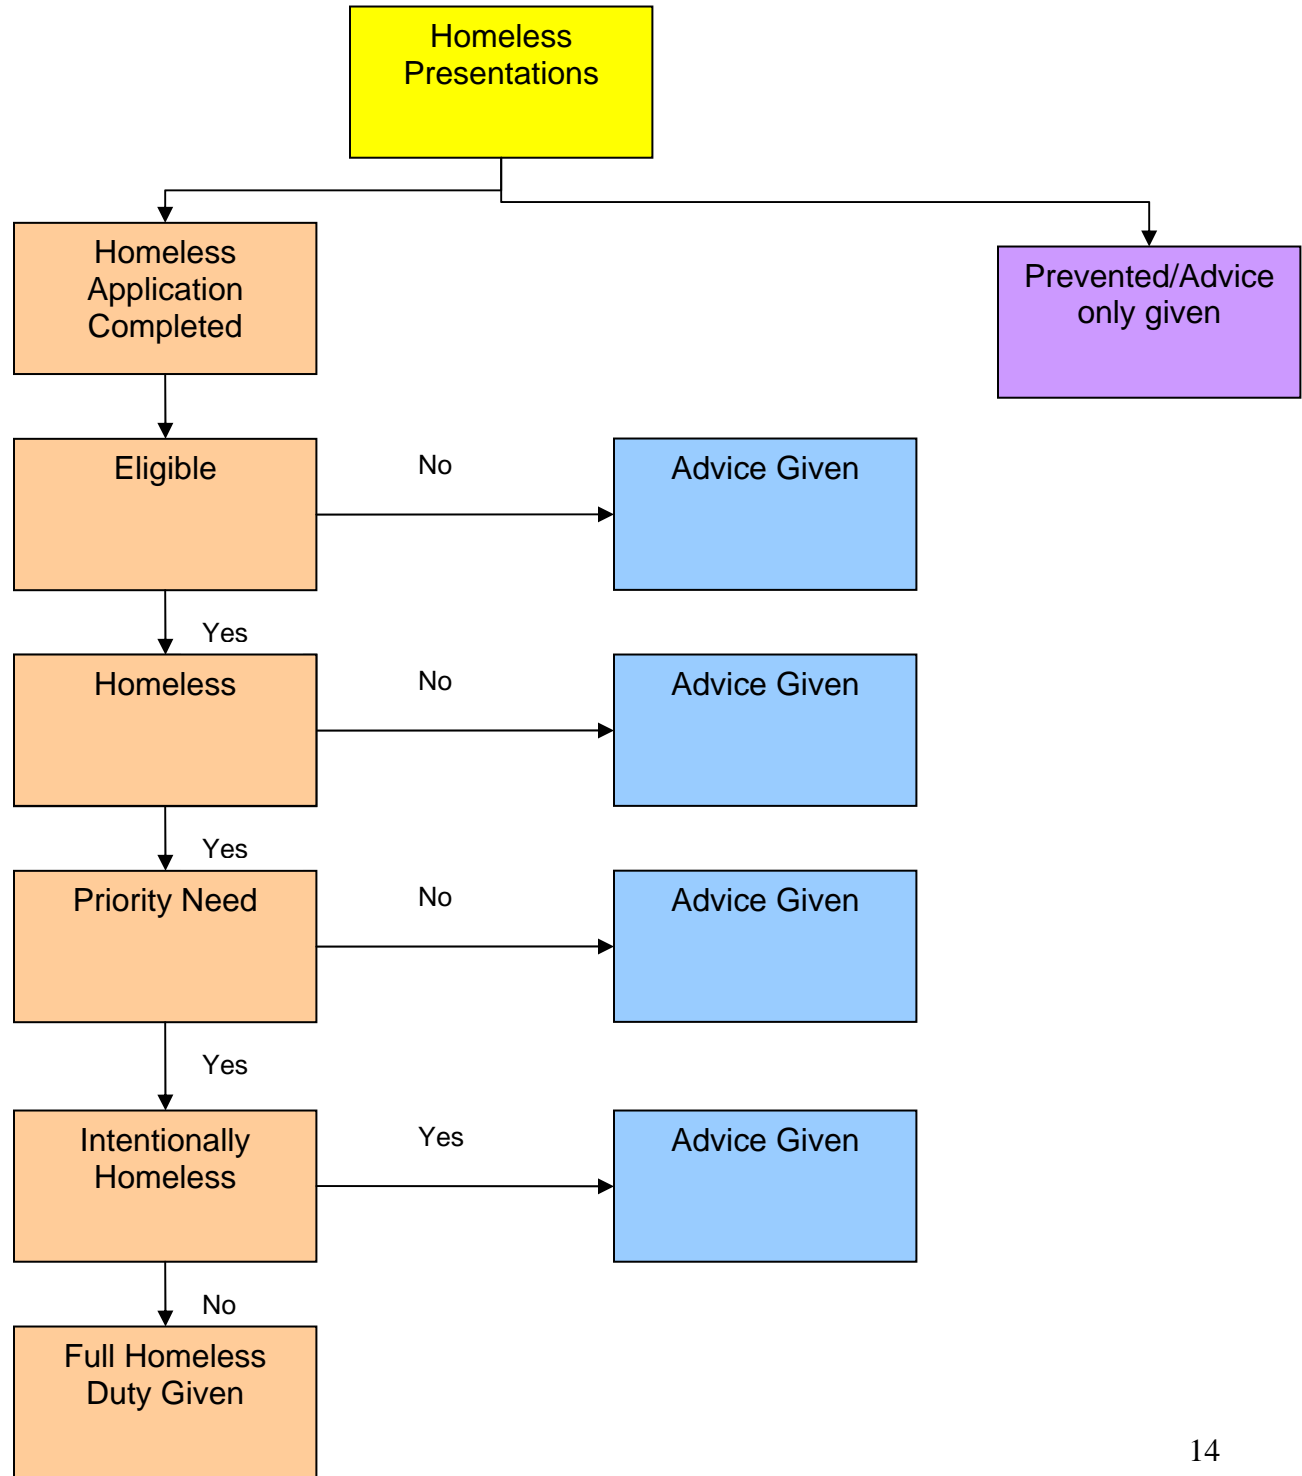 Homeless
Presentations
Homeless
Application
Completed
Prevented/Advice
only given
Eligible
No
Advice Given
Yes
Homeless
No
Advice Given
Yes
Priority Need
No
Advice Given
Yes
Intentionally
Homeless
Yes
Advice Given
No
Full Homeless
Duty Given
14